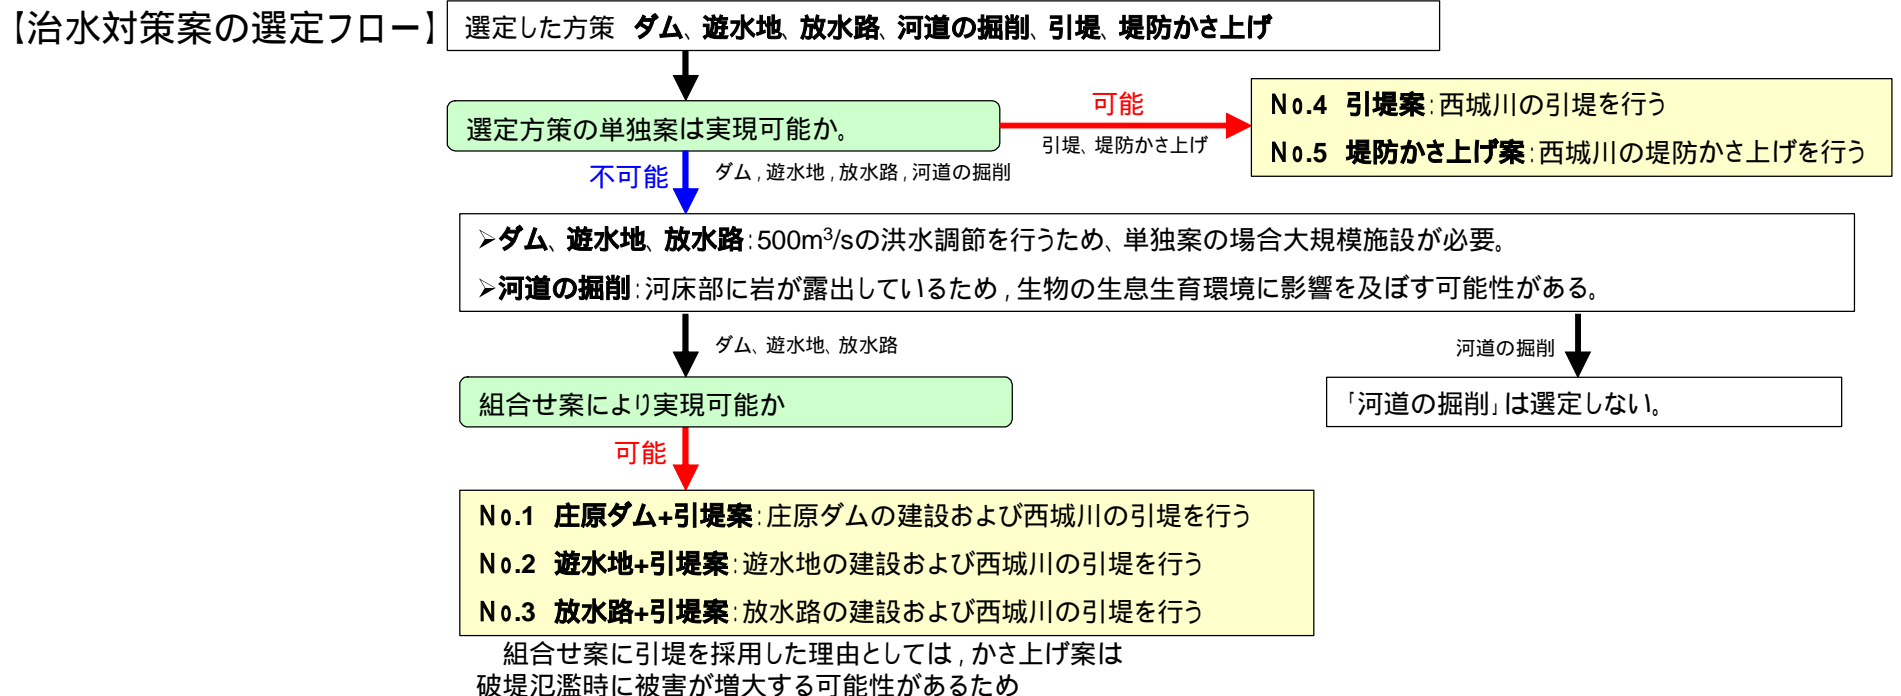 【治水対策案の選定フロー】
選定した方策 ダム、遊水地、放水路、河道の掘削、引堤、堤防かさ上げ
選定方策の単独案は実現可能か。
可能
引堤、堤防かさ上げ
No.4 引堤案:西城川の引堤を行う
No.5 堤防かさ上げ案:西城川の堤防かさ上げを行う
不可能
ダム,遊水地,放水路,河道の掘削
➢ダム、遊水地、放水路:500m³/sの洪水調節を行うため、単独案の場合大規模施設が必要。
➢河道の掘削:河床部に岩が露出しているため,生物の生息生育環境に影響を及ぼす可能性がある。
ダム、遊水地、放水路
河道の掘削
組合せ案により実現可能か
「河道の掘削」は選定しない。
可能
No.1 庄原ダム+引堤案:庄原ダムの建設および西城川の引堤を行う
No.2 遊水地+引堤案:遊水地の建設および西城川の引堤を行う
No.3 放水路+引堤案:放水路の建設および西城川の引堤を行う
組合せ案に引堤を採用した理由としては,かさ上げ案は
破堤氾濫時に被害が増大する可能性があるため